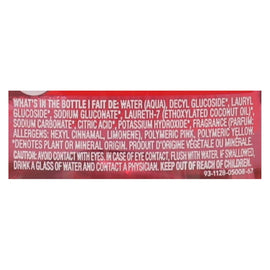 WHAT'S IN THE BOTTLE I FAIT DE: WATER (AQUA), DECYL GLUCOSIDE*, LAURYL
GLUCOSIDE*, SODIUM GLUCONATE*, LAURETH-7 (ETHOXYLATED COCONUT OIL)*,
SODIUM CARBONATE*, CITRIC ACID*, POTASSIUM HYDROXIDE*, FRAGRANCE (PARFUM;
ALLERGENS: HEXYL CINNAMAL, LIMONENE), POLYMERIC PINK, POLYMERIC YELLOW.
*DENOTES PLANT OR MINERAL ORIGIN. PRODUIT D'ORIGINE VÉGÉTALE OU MINÉRALE.
CAUTION: AVOID CONTACT WITH EYES. IN CASE OF EYE CONTACT, FLUSH WITH WATER. IF SWALLOWED,
DRINK A GLASS OF WATER AND CONTACT A PHYSICIAN. KEEP OUT OF REACH OF CHILDREN.
93-1128-05008-67